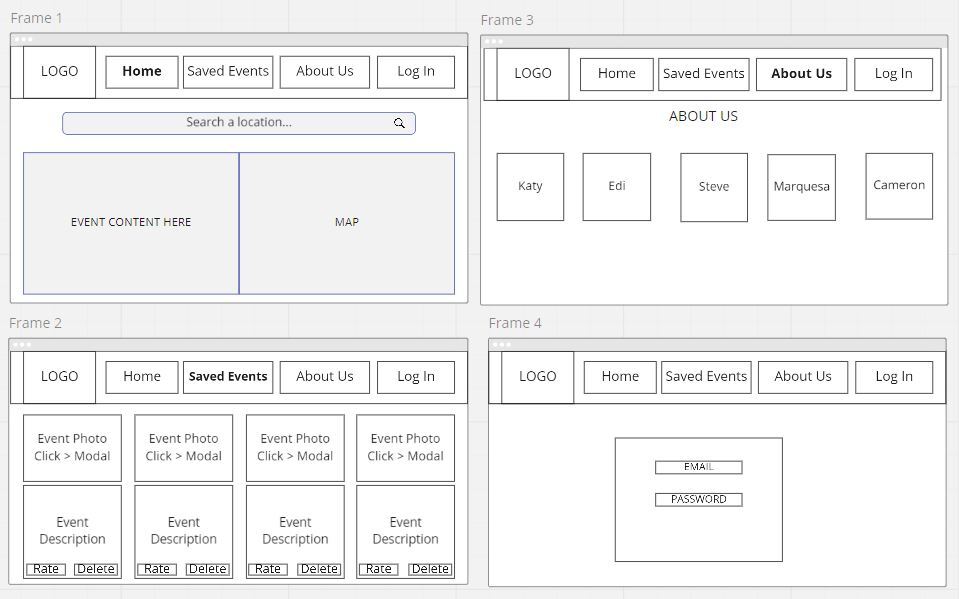 Frame 1
LOGO
Home
Saved Events
About Us
Log In
Search a location...
EVENT CONTENT HERE
MAP
Frame 3
LOGO
Home
Saved Events
About Us
Log In
ABOUT US
Katy
Edi
Steve
Marquesa
Cameron
Frame 2
LOGO
Home
Saved Events
About Us
Log In
Event Photo
Click > Modal
Event Photo
Click > Modal
Event Photo
Click > Modal
Event Photo
Click > Modal
Event
Description
Rate
Delete
Event
Description
Rate
Delete
Event
Description
Rate
Delete
Event
Description
Rate
Delete
Frame 4
LOGO
Home
Saved Events
About Us
Log In
EMAIL
PASSWORD